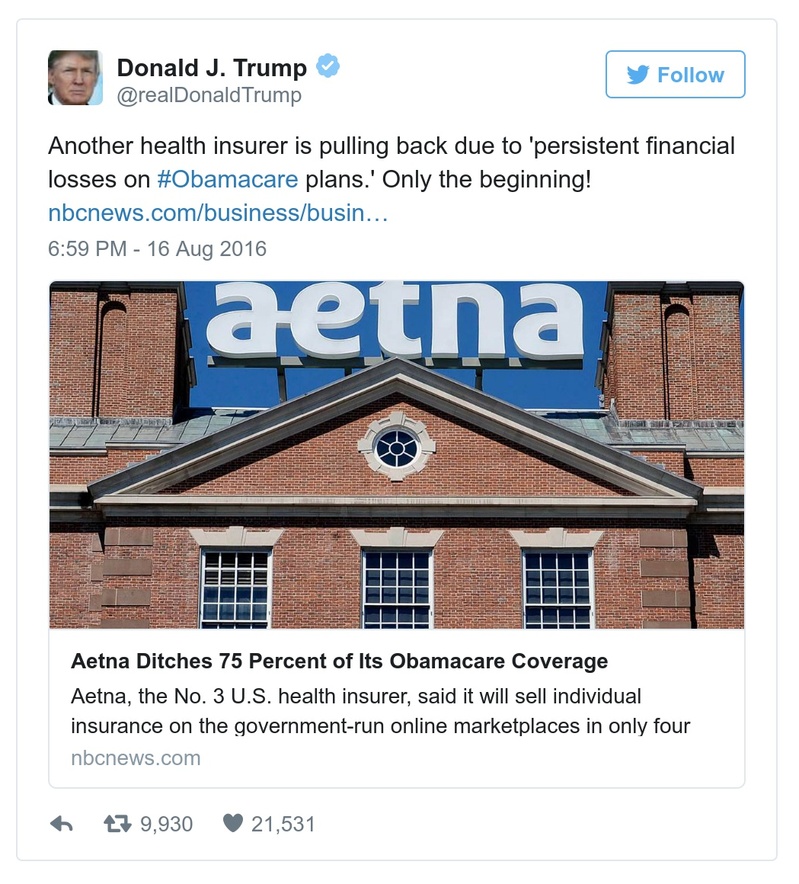 Donald J. Trump
@realDonaldTrump
Follow
Another health insurer is pulling back due to 'persistent financial
losses on #Obamacare plans.' Only the beginning!
nbcnews.com/business/busin…
6:59 PM - 16 Aug 2016
aetna
Aetna Ditches 75 Percent of Its Obamacare Coverage
Aetna, the No. 3 U.S. health insurer, said it will sell individual
insurance on the government-run online marketplaces in only four
nbcnews.com
9,930 21,531